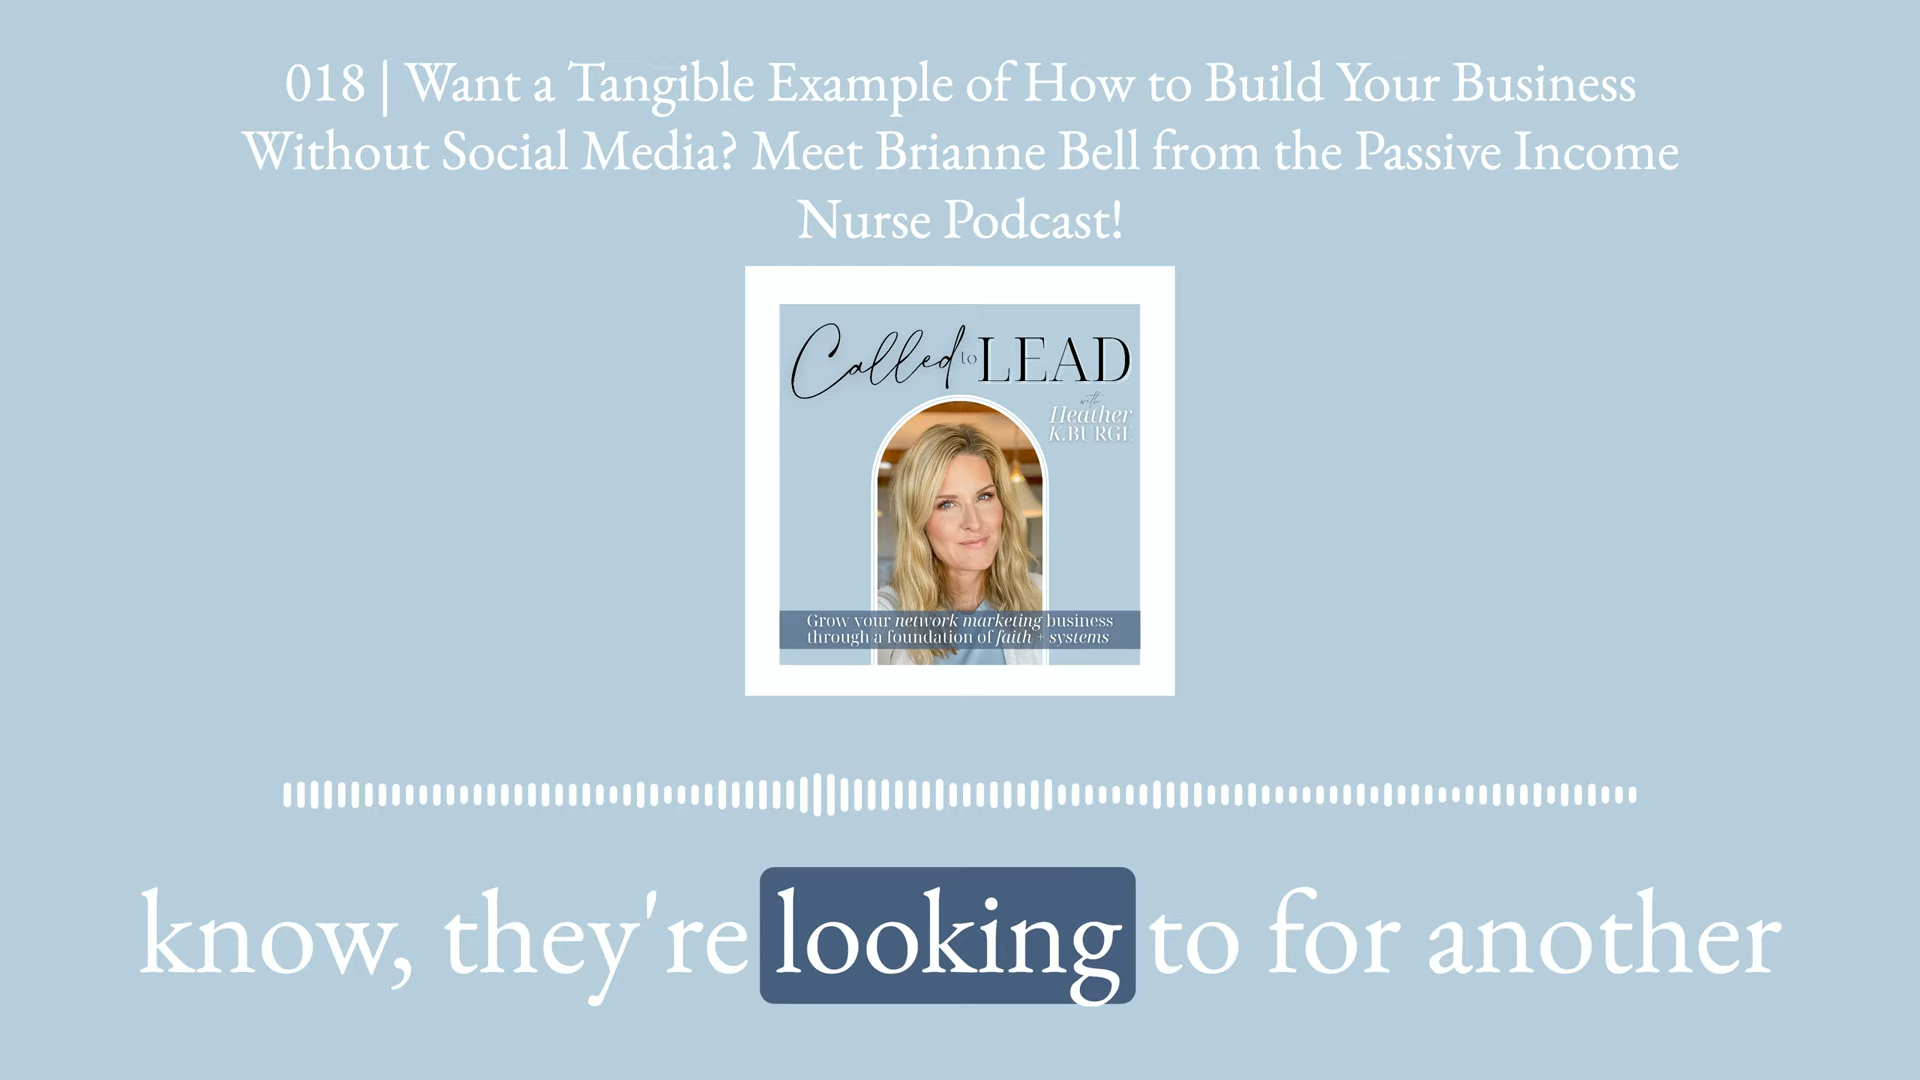 018 | Want a Tangible Example of How to Build Your Business
Without Social Media? Meet Brianne Bell from the Passive Income
Nurse Podcast!
Called to LEAD
with
Heather
K.BURGE
Grow your network marketing business
through a foundation of faith + systems
know, they're looking to for another